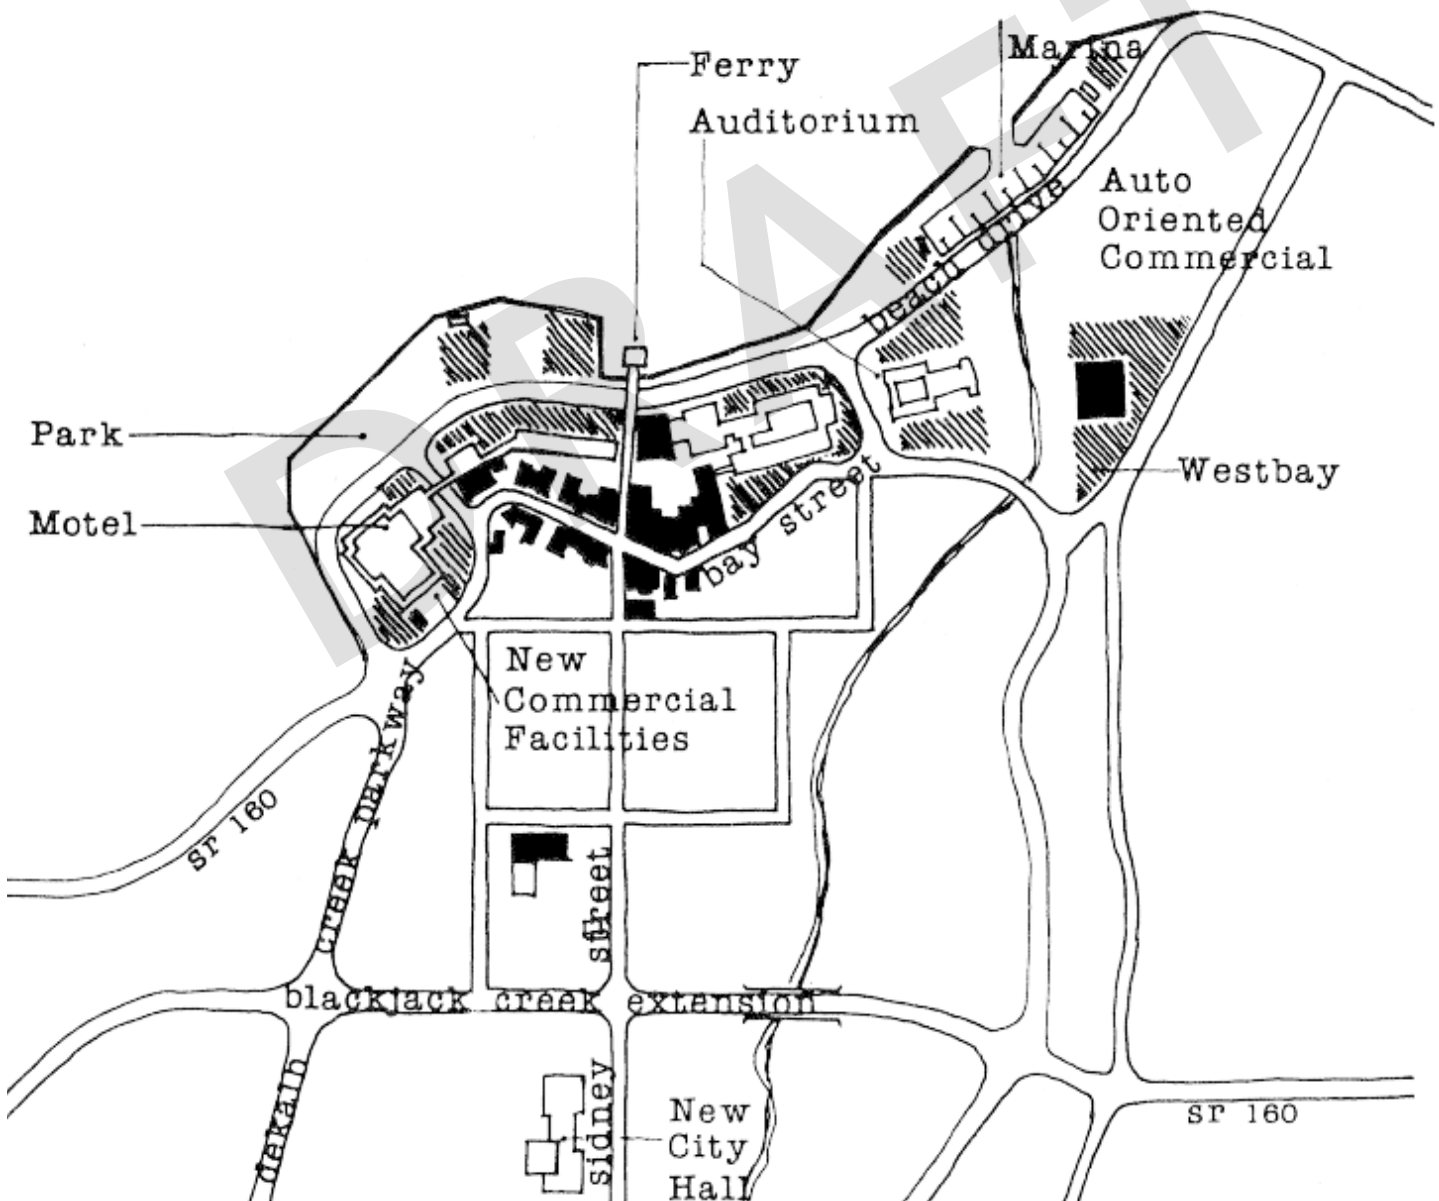 DRAFT
Ferry
Marina
Auditorium
Auto
Oriented
Commercial
beach drive
Park
Westbay
Motel
bay street
New
Commercial
Facilities
creek parkway
sr 160
street
blackjack creek extension
dekalb
sidney
New
City
Hall
sr 160